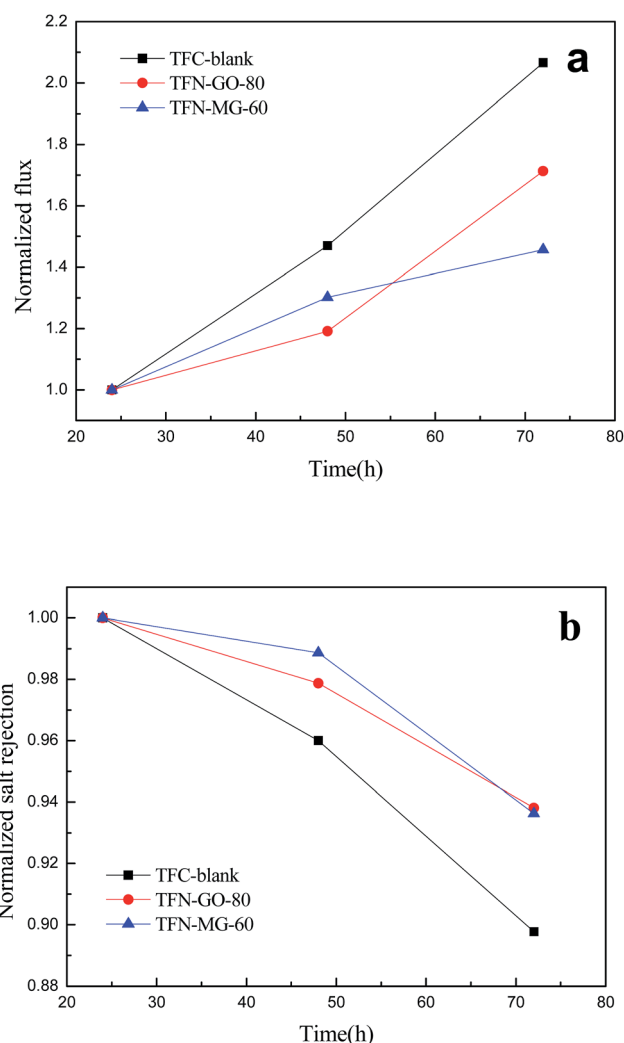 2.2
a
TFC-blank
2.0
TFN-GO-80
TFN-MG-60
1.8
Normalized flux
1.6
1.4
1.2
1.0
20 30 40 50 60 70 80
Time(h)
1.00
b
0.98
Normalized salt rejection
0.96
0.94
0.92
TFC-blank
TFN-GO-80
0.90
TFN-MG-60
0.88
20 30 40 50 60 70 80
Time(h)